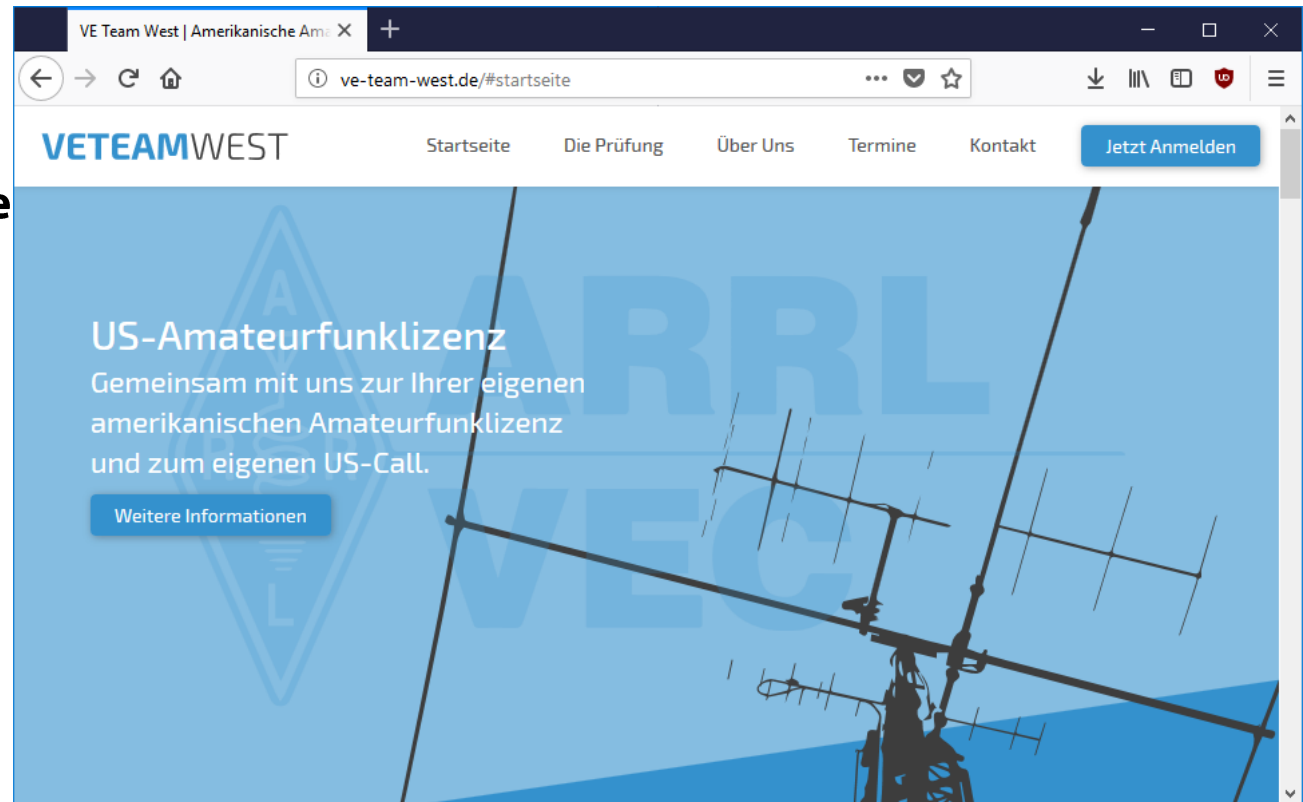 VE Team West | Amerikanische Ama
ve-team-west.de/#startseite
VETEAMWEST
Startseite
Die Prüfung
Über Uns
Termine
Kontakt
Jetzt Anmelden
e
US-Amateurfunklizenz
Gemeinsam mit uns zur Ihrer eigenen
amerikanischen Amateurfunklizenz
und zum eigenen US-Call.
Weitere Informationen
ARRL
VEC
A
R R
L